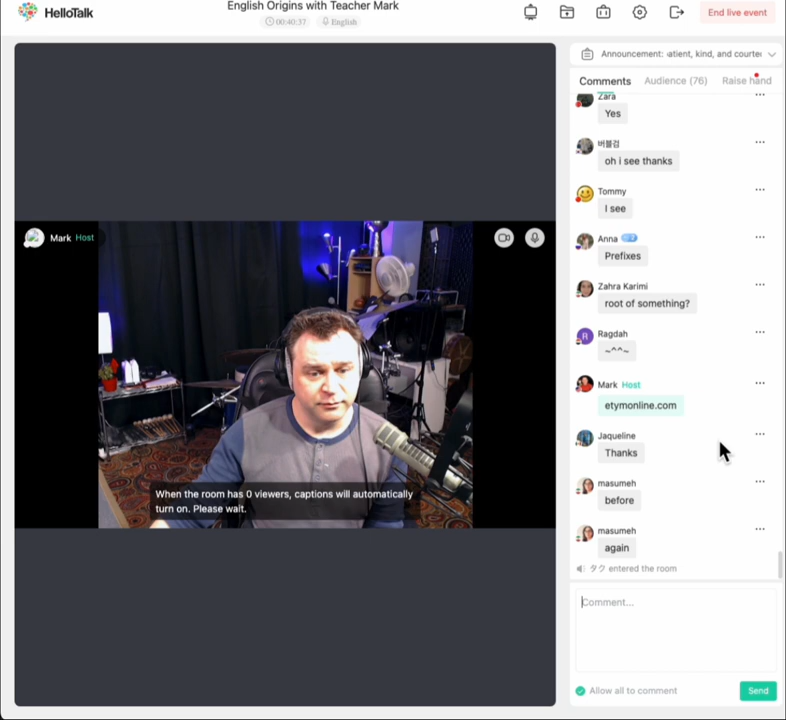 HelloTalk
English Origins with Teacher Mark
00:40:37
English
End live event
Announcement: atient, kind, and courte
Comments
Audience (76)
Raise hand
Mark Host
When the room has 0 viewers, captions will automatically
turn on. Please wait.
Zara
Yes
버블검
oh i see thanks
Tommy
I see
Anna
Prefixes
Zahra Karimi
root of something?
R
Ragdah
~^^~
Mark Host
etymonline.com
Jaqueline
Thanks
masumeh
before
masumeh
again
タク entered the room
Comment...
Allow all to comment
Send